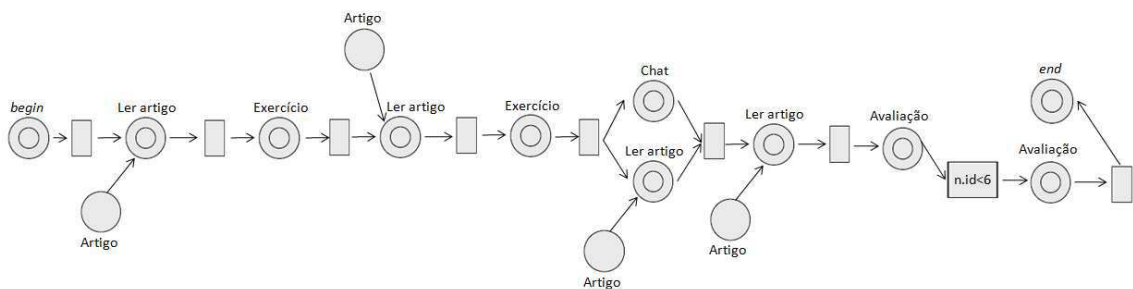 begin
Ler artigo
Artigo
Exercício
Artigo
Ler artigo
Exercício
Chat
Ler artigo
Artigo
Ler artigo
Artigo
Avaliação
n.id<6
Avaliação
end